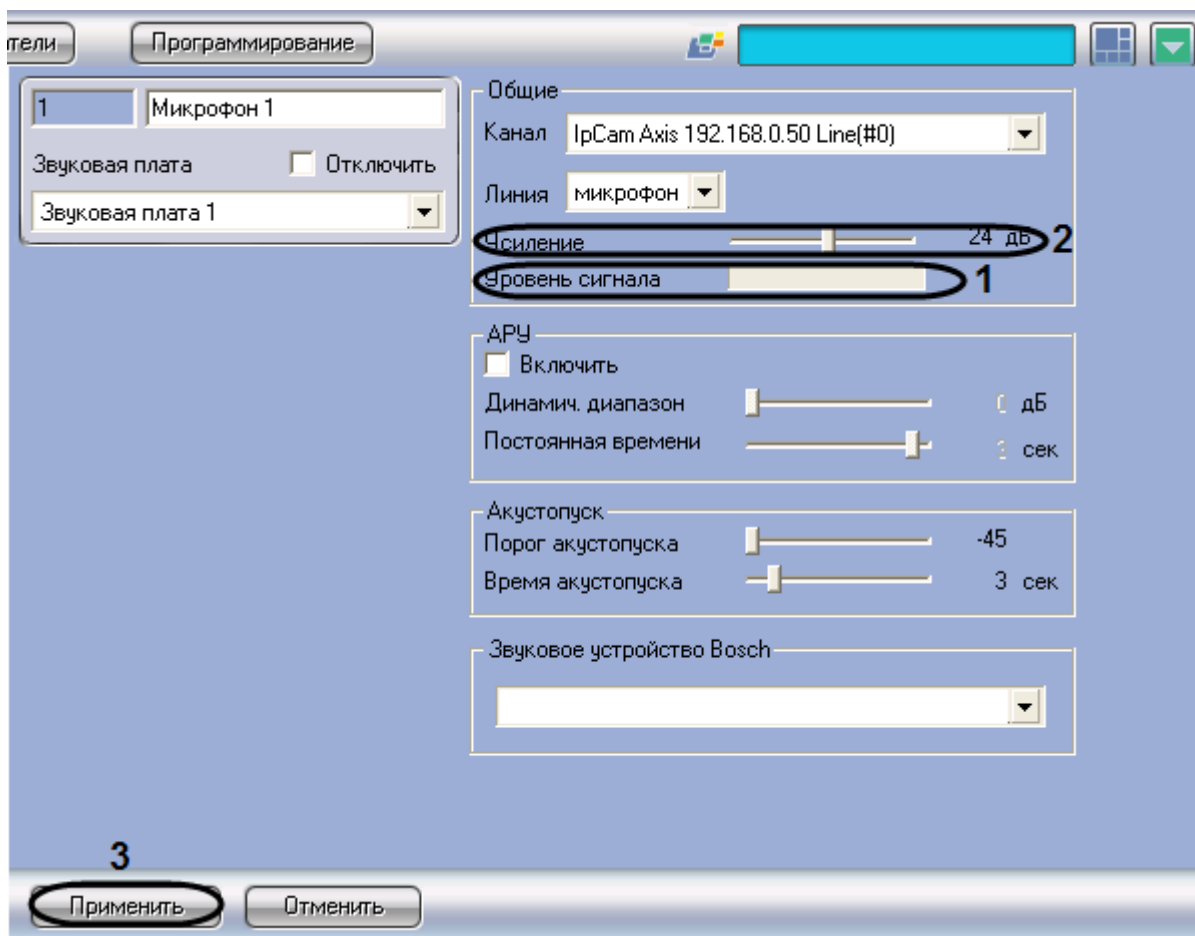 тели Программирование
1 Микрофон 1
Звуковая плата Отключить
Звуковая плата 1
Общие
Канал IpCam Axis 192.168.0.50 Line(#0)
Линия микрофон
Усиление 24 дБ 2
Уровень сигнала 1
АРУ
Включить
Динамич. диапазон 0 дБ
Постоянная времени 3 сек
Акустопуск
Порог акустопуска -45
Время акустопуска 3 сек
Звуковое устройство Bosch
3
Применить Отменить